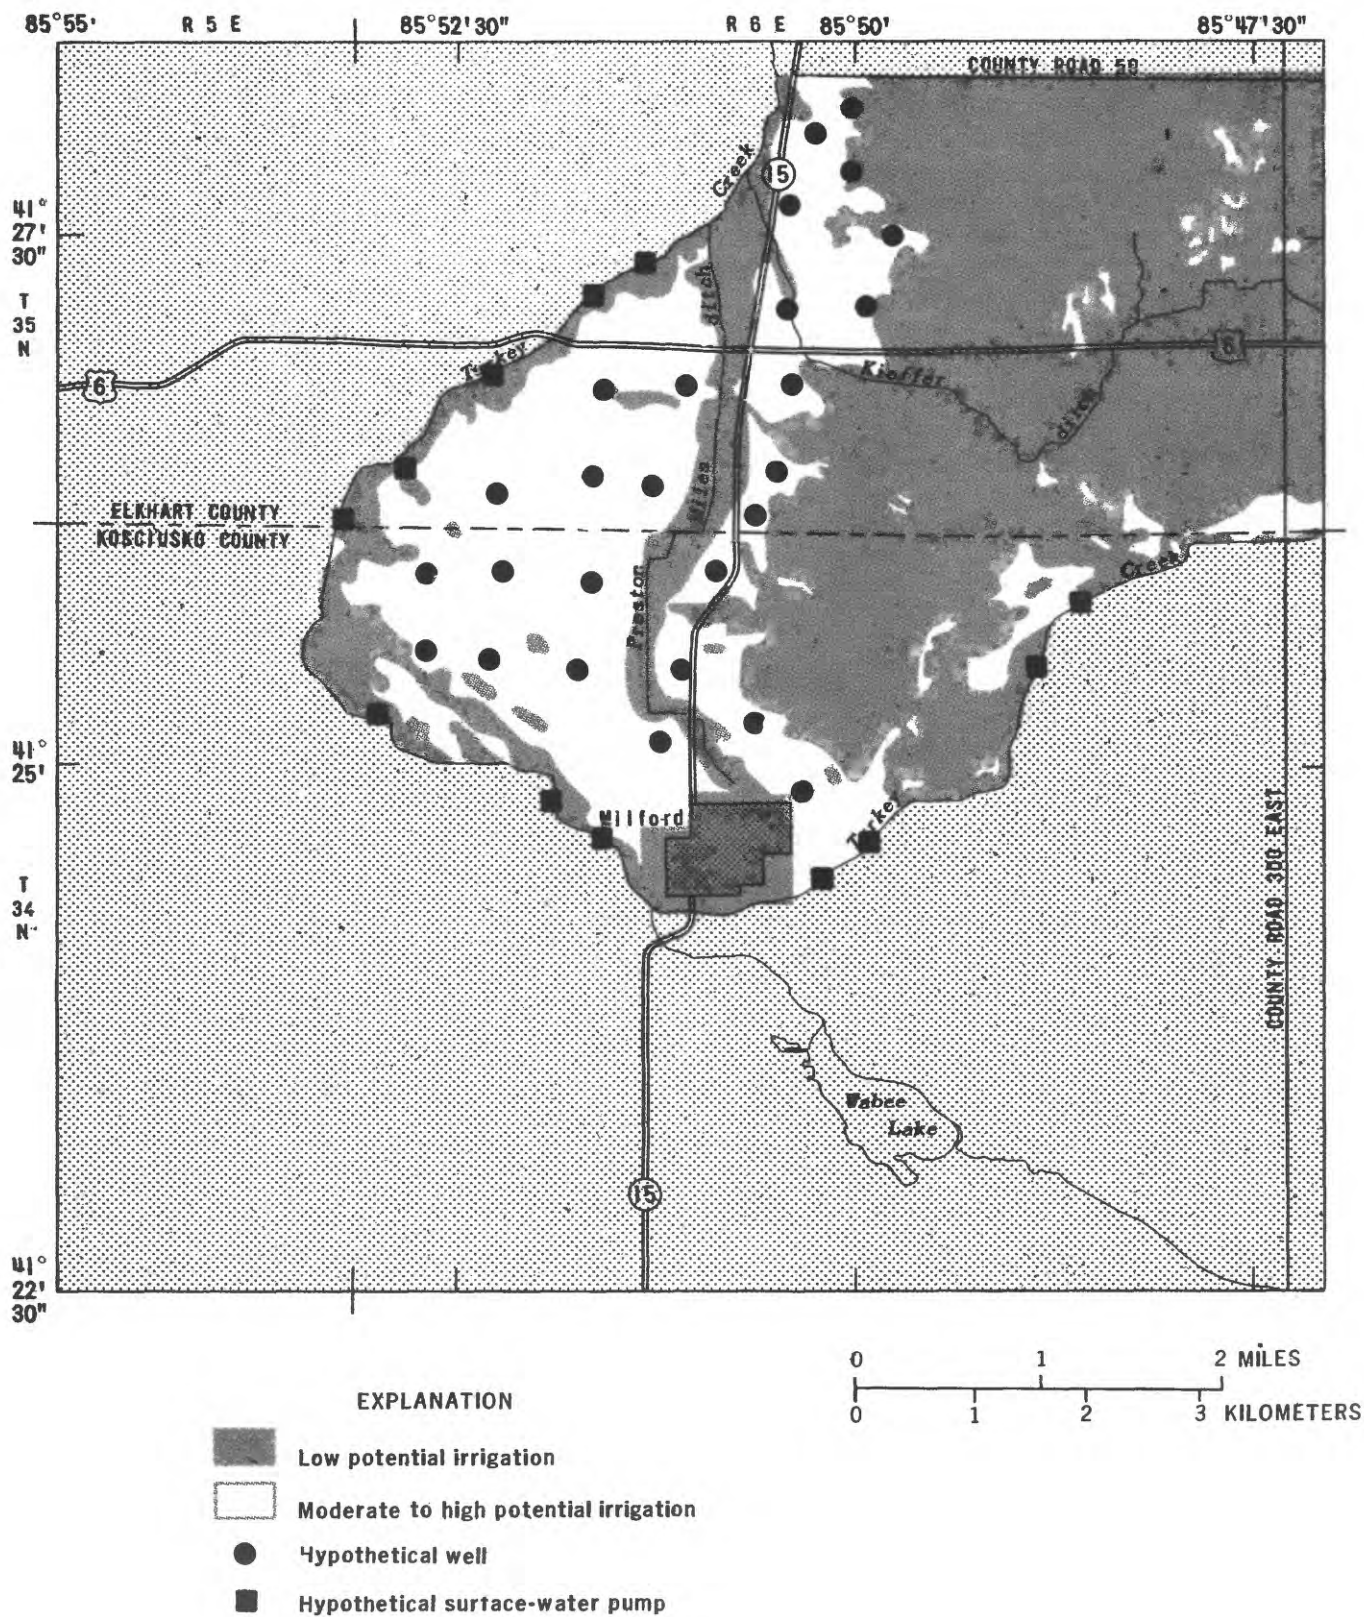 85°55' R 5 E 85°52'30" R 6 E 85°50' 85°47'30"
COUNTY ROAD 50
Creek
15
41°
27'
30"
ditch
T
35
N
Turkey
6
6
Kieffer
ditch
Miles
ELKHART COUNTY
KOSCIUSKO COUNTY
Creek
Preston
41°
25'
Milford
Turkey
COUNTY ROAD 300 EAST
T
34
N
Wabee
Lake
15
41°
22'
30"
0 1 2 MILES
0 1 2 3 KILOMETERS
EXPLANATION
Low potential irrigation
Moderate to high potential irrigation
Hypothetical well
Hypothetical surface-water pump